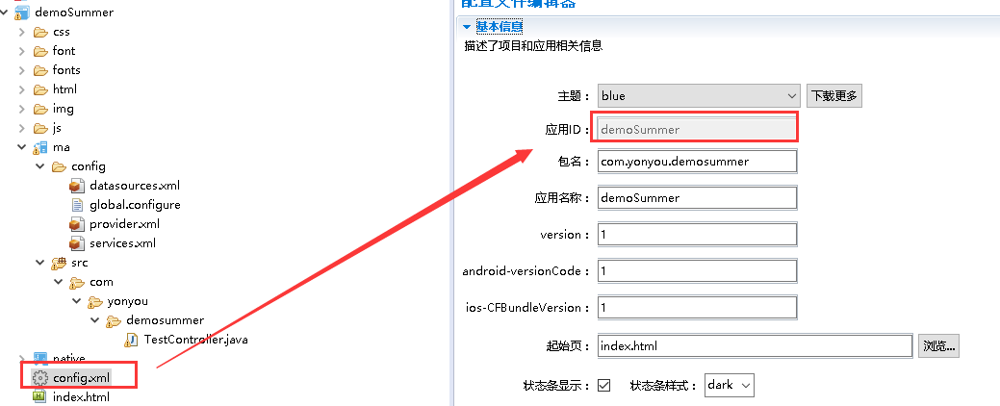 demoSummer
css
font
fonts
html
img
js
ma
config
datasources.xml
global.configure
provider.xml
services.xml
src
com
yonyou
demosummer
TestController.java
native
config.xml
index.html
配置文件编辑器
基本信息
描述了项目和应用相关信息
主题： blue 下载更多
应用ID： demoSummer
包名： com.yonyou.demosummer
应用名称： demoSummer
version： 1
android-versionCode： 1
ios-CFBundleVersion： 1
起始页： index.html 浏览...
状态条显示： 状态条样式： dark